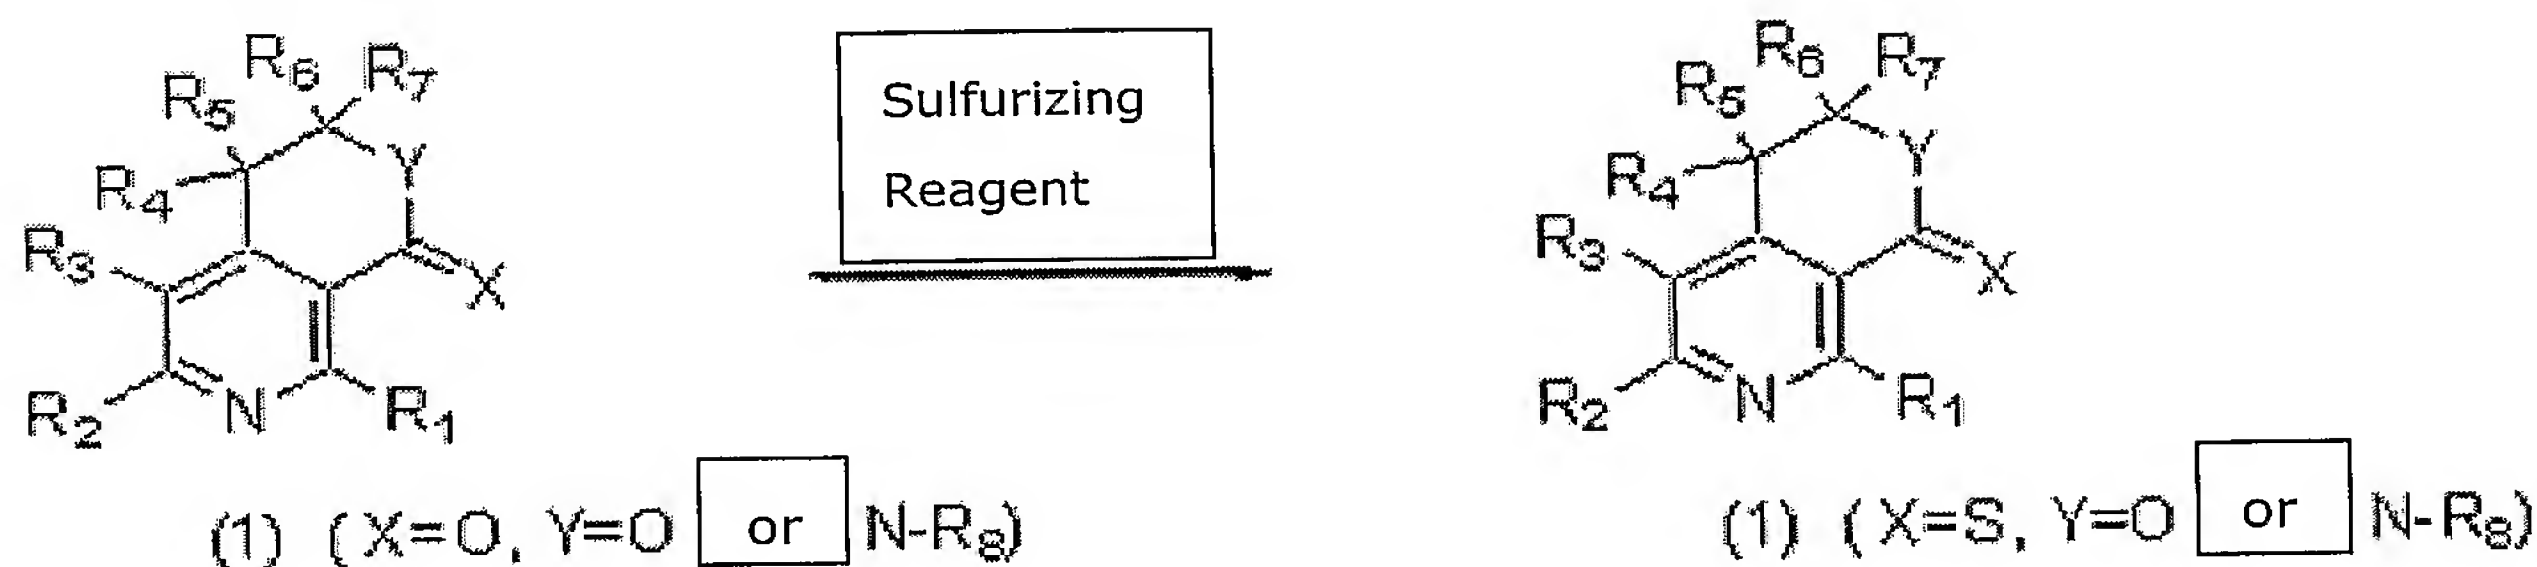 R6 R7
R5
R4 Y
R3
X
R2 N R1
(1) (X=O, Y=O or N-R8)
Sulfurizing
Reagent
R6 R7
R5
R4 Y
R3
X
R2 N R1
(1) (X=S, Y=O or N-R8)